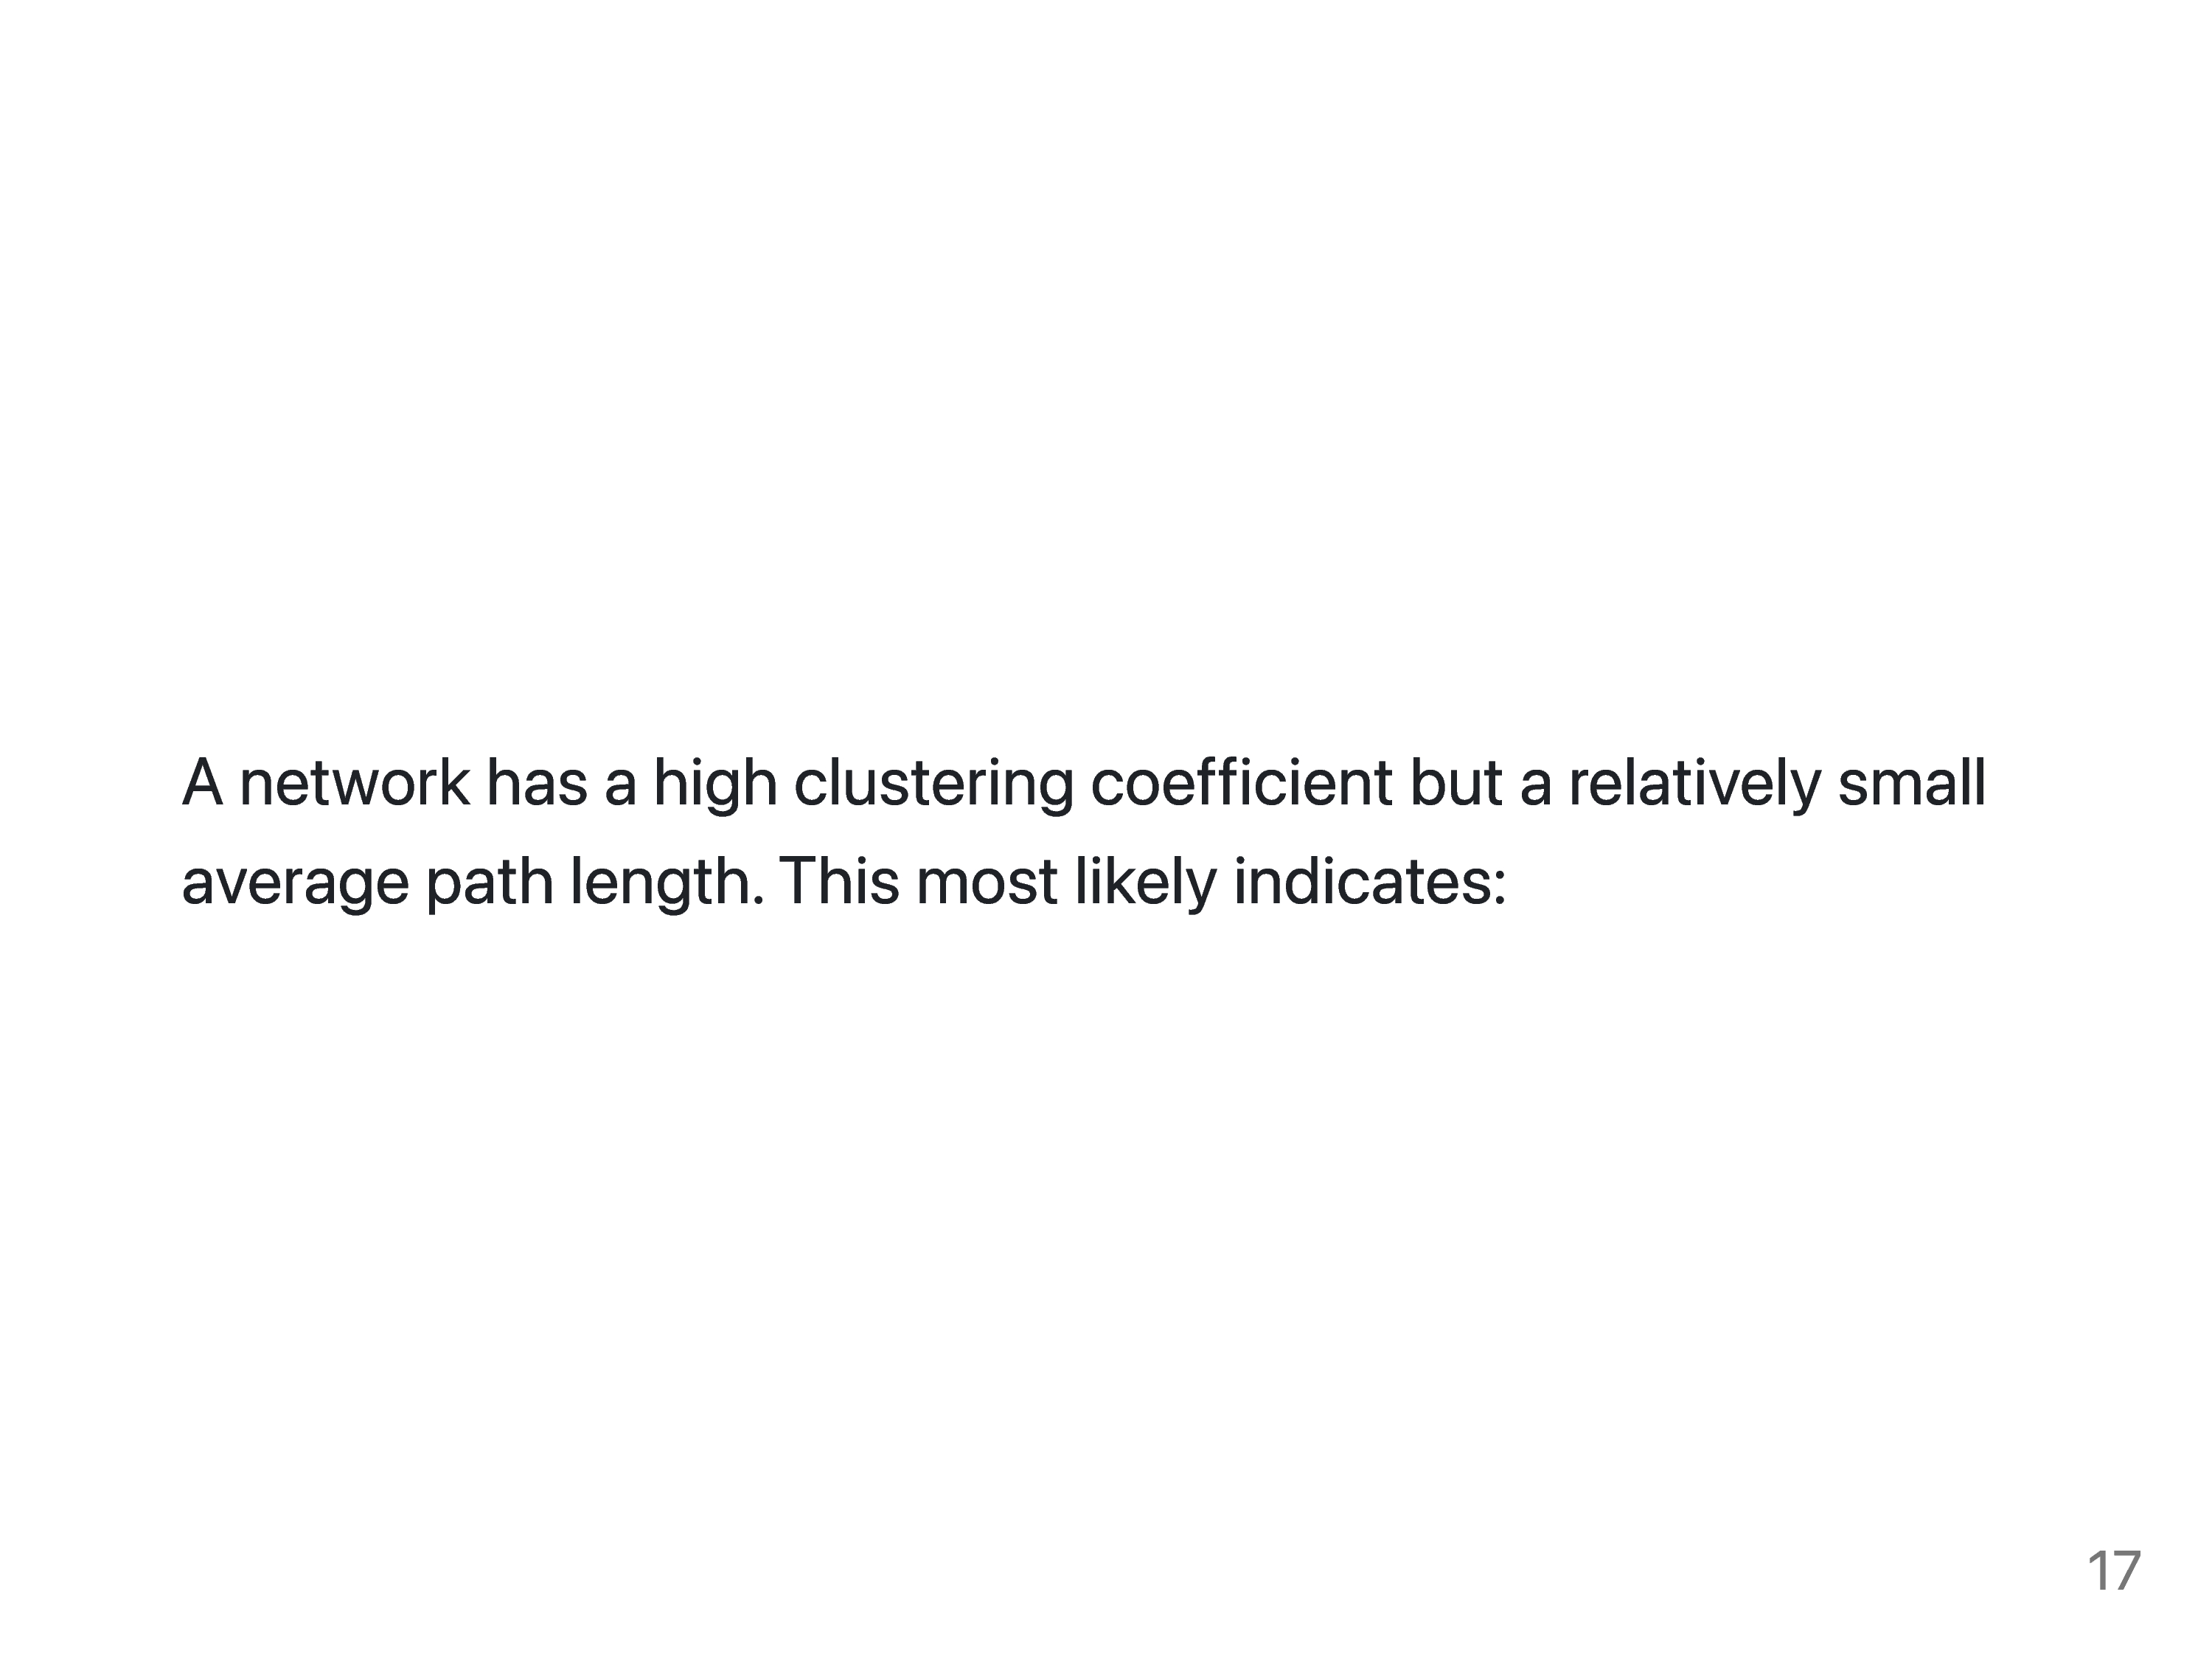 A network has a high clustering coefficient but a relatively small
average path length. This most likely indicates:
17